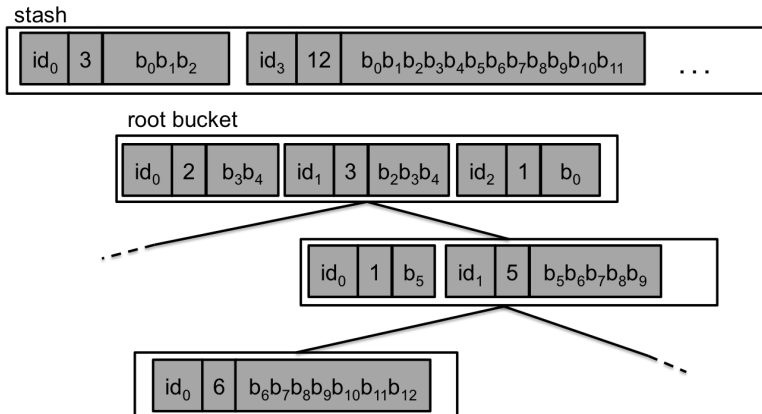 stash
id₀ 3 b₀b₁b₂ id₃ 12 b₀b₁b₂b₃b₄b₅b₆b₇b₈b₉b₁₀b₁₁ ...
root bucket
id₀ 2 b₃b₄ id₁ 3 b₂b₃b₄ id₂ 1 b₀
id₀ 1 b₅ id₁ 5 b₅b₆b₇b₈b₉
id₀ 6 b₆b₇b₈b₉b₁₀b₁₁b₁₂